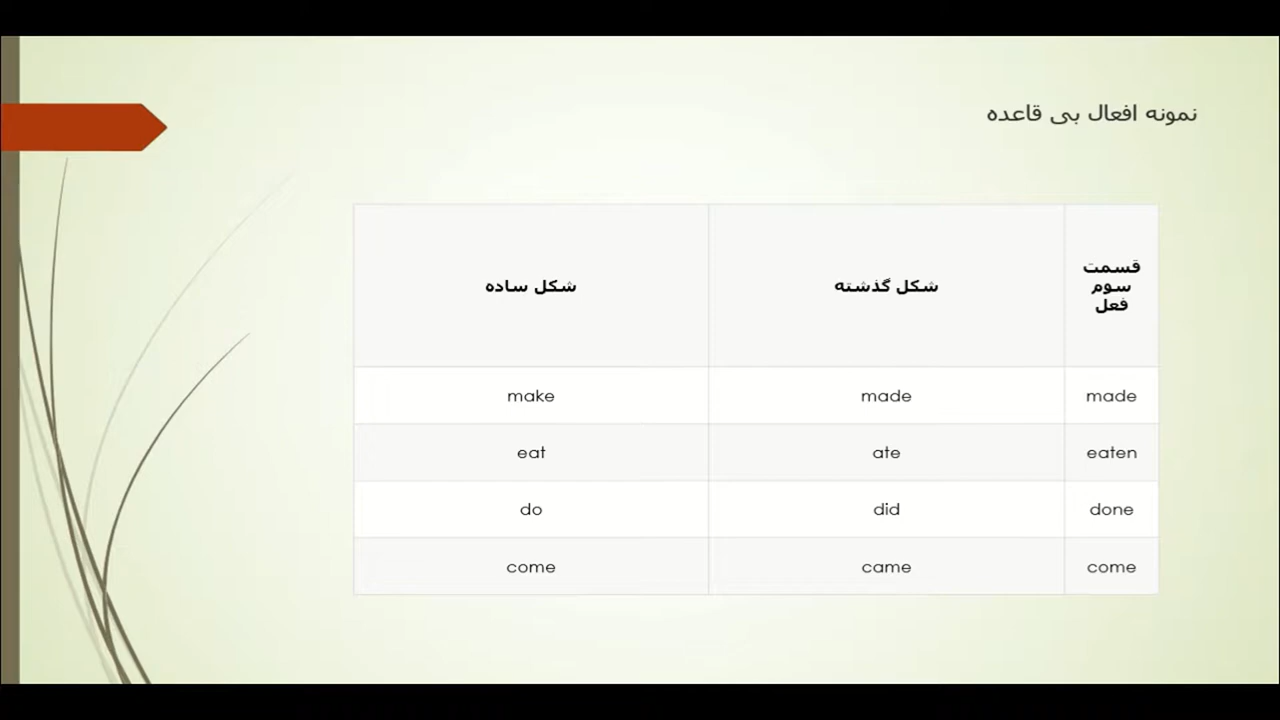 نمونه افعال بی قاعده
شکل ساده
شکل گذشته
قسمت
سوم
فعل
make made made
eat ate eaten
do did done
come came come